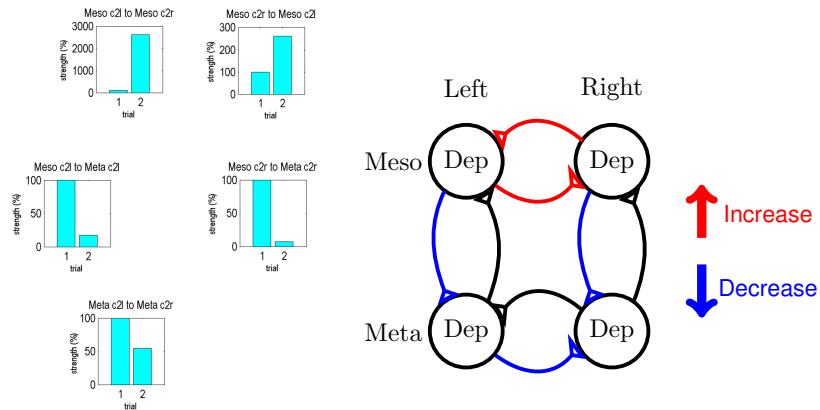 Meso c2l to Meso c2r
3000
2000
1000
0
strength (%)
1 2
trial
Meso c2r to Meso c2l
300
200
100
0
strength (%)
1 2
trial
Meso c2l to Meta c2l
100
50
0
strength (%)
1 2
trial
Meso c2r to Meta c2r
100
50
0
strength (%)
1 2
trial
Meta c2l to Meta c2r
100
50
0
strength (%)
1 2
trial
Left Right
Meso Dep Dep
Meta Dep Dep
Increase
Decrease